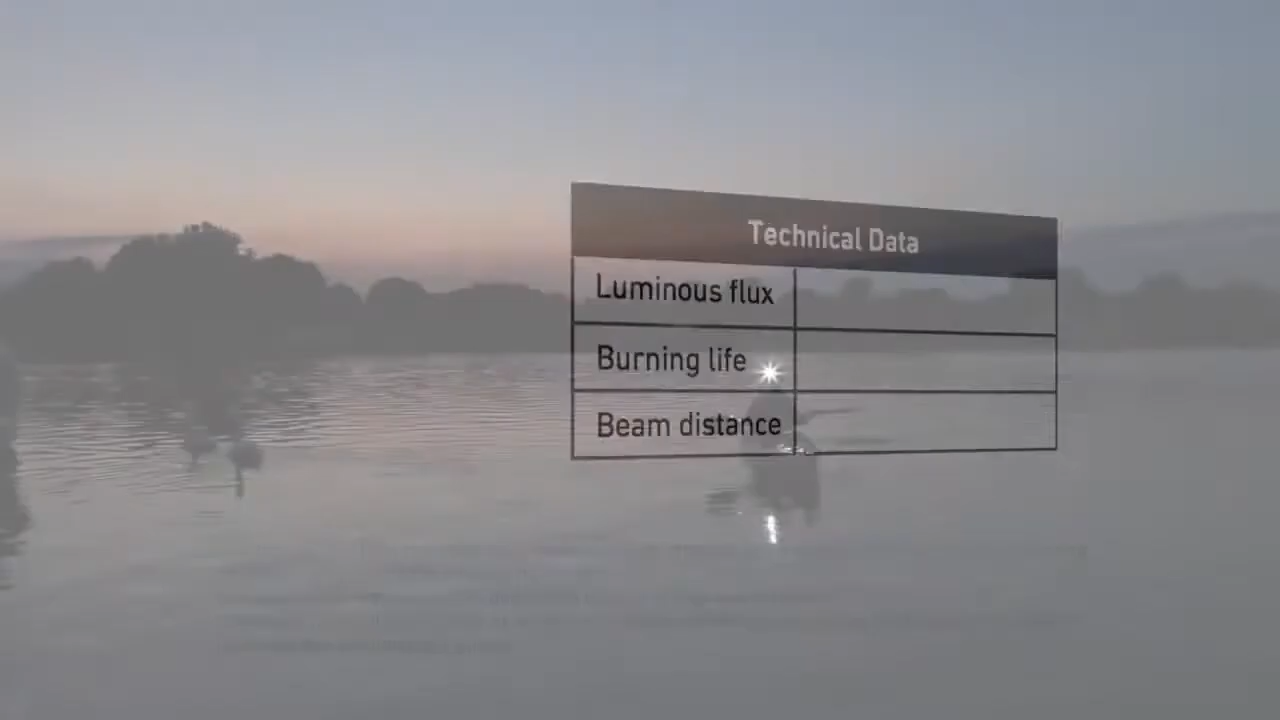 Technical Data
Luminous flux
Burning life
Beam distance